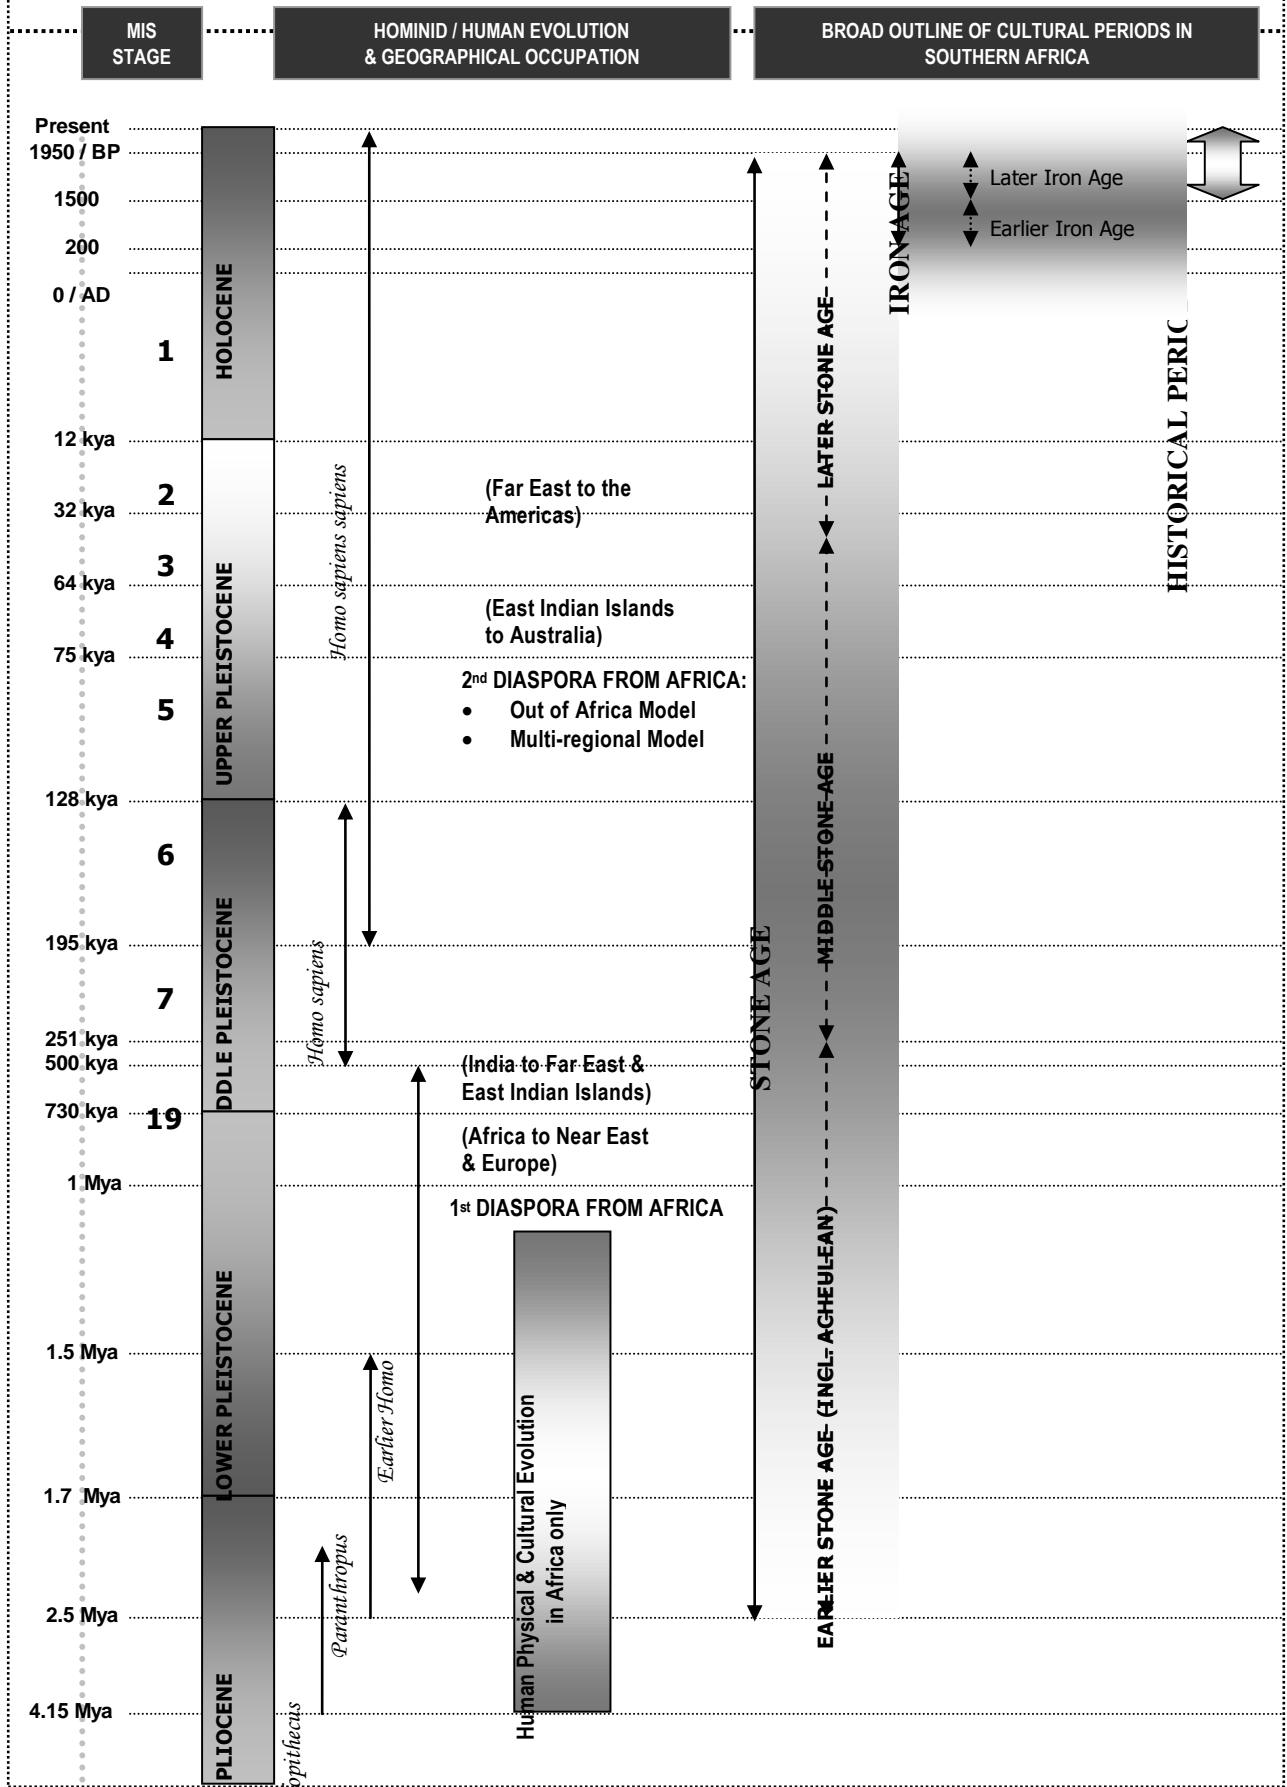 MIS
STAGE
HOMINID / HUMAN EVOLUTION
& GEOGRAPHICAL OCCUPATION
BROAD OUTLINE OF CULTURAL PERIODS IN
SOUTHERN AFRICA
Present
1950 / BP
1500
200
0 / AD
12 kya
32 kya
64 kya
75 kya
128 kya
195 kya
251 kya
500 kya
730 kya
1 Mya
1.5 Mya
1.7 Mya
2.5 Mya
4.15 Mya
1
2
3
4
5
6
7
19
HOLOCENE
UPPER PLEISTOCENE
DDLE PLEISTOCENE
LOWER PLEISTOCENE
PLIOCENE
Homo sapiens sapiens
Homo sapiens
Earlier Homo
Paranthropus
opithecus
(Far East to the
Americas)
(East Indian Islands
to Australia)
2nd DIASPORA FROM AFRICA:
• Out of Africa Model
• Multi-regional Model
(India to Far East &
East Indian Islands)
(Africa to Near East
& Europe)
1st DIASPORA FROM AFRICA
Human Physical & Cultural Evolution
in Africa only
STONE AGE
LATER STONE AGE
MIDDLE STONE AGE
EARLIER STONE AGE (INCL. ACHEULEAN)
IRON AGE
Later Iron Age
Earlier Iron Age
HISTORICAL PERIC